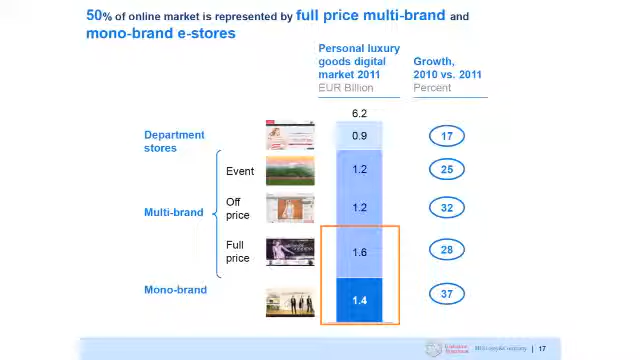 50% of online market is represented by full price multi-brand and
mono-brand e-stores
Personal luxury
goods digital
market 2011
EUR Billion
Growth,
2010 vs. 2011
Percent
6.2
Department
stores
0.9
17
Event
1.2
25
Multi-brand
Off
price
1.2
32
Full
price
1.6
28
Mono-brand
1.4
37
| 17